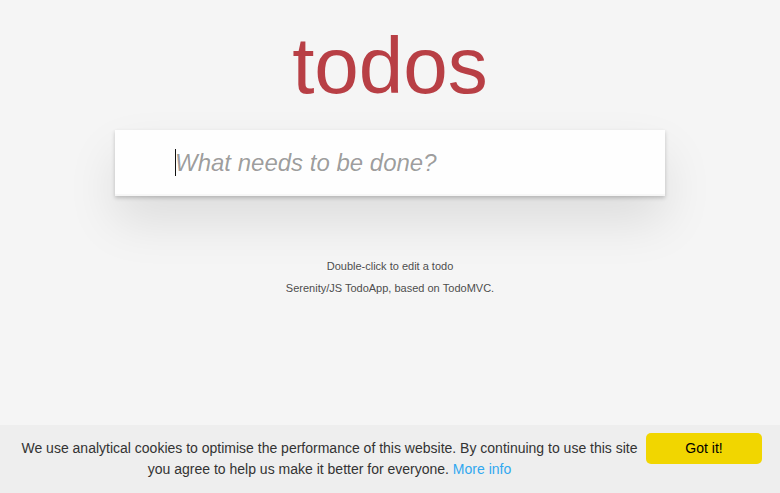 todos
What needs to be done?
Double-click to edit a todo
Serenity/JS TodoApp, based on TodoMVC.
We use analytical cookies to optimise the performance of this website. By continuing to use this site
you agree to help us make it better for everyone. More info
Got it!